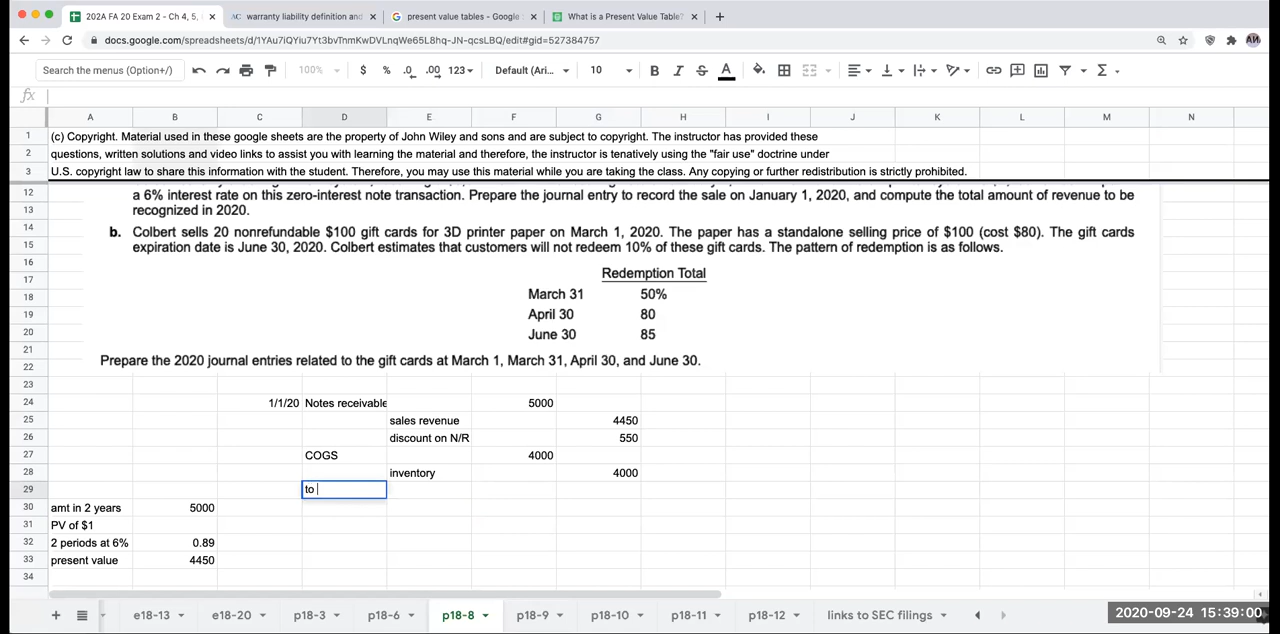 202A FA 20 Exam 2 - Ch 4, 5, × warranty liability definition and × present value tables - Google × What is a Present Value Table? × +
docs.google.com/spreadsheets/d/1YAu7iQYiu7Yt3bvTnmKwDVLnqWe65L8hq-JN-qcsLBQ/edit#gid=527384757
Search the menus (Option+/) 100% $ % .0 .00 123 Default (Ari... 10 B I S A
fx
A B C D E F G H I J K L M N
1 (c) Copyright. Material used in these google sheets are the property of John Wiley and sons and are subject to copyright. The instructor has provided these
2 questions, written solutions and video links to assist you with learning the material and therefore, the instructor is tenatively using the "fair use" doctrine under
3 U.S. copyright law to share this information with the student. Therefore, you may use this material while you are taking the class. Any copying or further redistribution is strictly prohibited.
12 a 6% interest rate on this zero-interest note transaction. Prepare the journal entry to record the sale on January 1, 2020, and compute the total amount of revenue to be
13 recognized in 2020.
14 b. Colbert sells 20 nonrefundable $100 gift cards for 3D printer paper on March 1, 2020. The paper has a standalone selling price of $100 (cost $80). The gift cards
15 expiration date is June 30, 2020. Colbert estimates that customers will not redeem 10% of these gift cards. The pattern of redemption is as follows.
16
17 Redemption Total
18 March 31 50%
19 April 30 80
20 June 30 85
21
22 Prepare the 2020 journal entries related to the gift cards at March 1, March 31, April 30, and June 30.
23
24 1/1/20 Notes receivable 5000
25 sales revenue 4450
26 discount on N/R 550
27 COGS 4000
28 inventory 4000
29 to
30 amt in 2 years 5000
31 PV of $1
32 2 periods at 6% 0.89
33 present value 4450
34
+ e18-13 e18-20 p18-3 p18-6 p18-8 p18-9 p18-10 p18-11 p18-12 links to SEC filings
2020-09-24 15:39:00